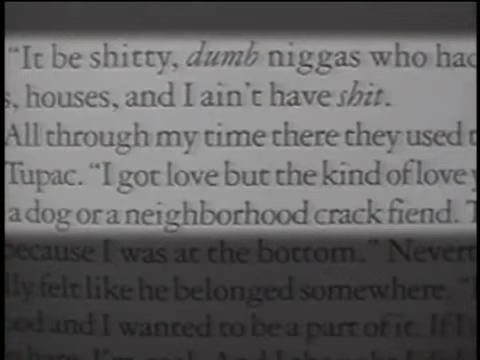 "It be shitty, dumb niggas who had
s, houses, and I ain't have shit.
All through my time there they used t
Tupac. "I got love but the kind of love y
a dog or a neighborhood crack fiend. T
because I was at the bottom." Nevert
lly felt like he belonged somewhere. "I
od and I wanted to be a part of it. If I